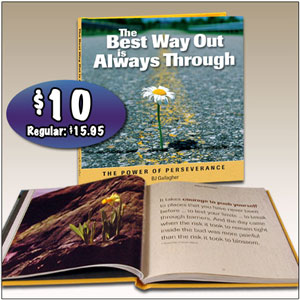 The
Best Way Out
is
Always Through
$10
Regular: $15.95
THE POWER OF PERSEVERANCE
BJ Gallagher
It takes courage to push yourself
to places that you have never been
before ... to test your limits ... to break
through barriers. And the day came
when the risk it took to remain tight
inside the bud was more painful
than the risk it took to blossom.